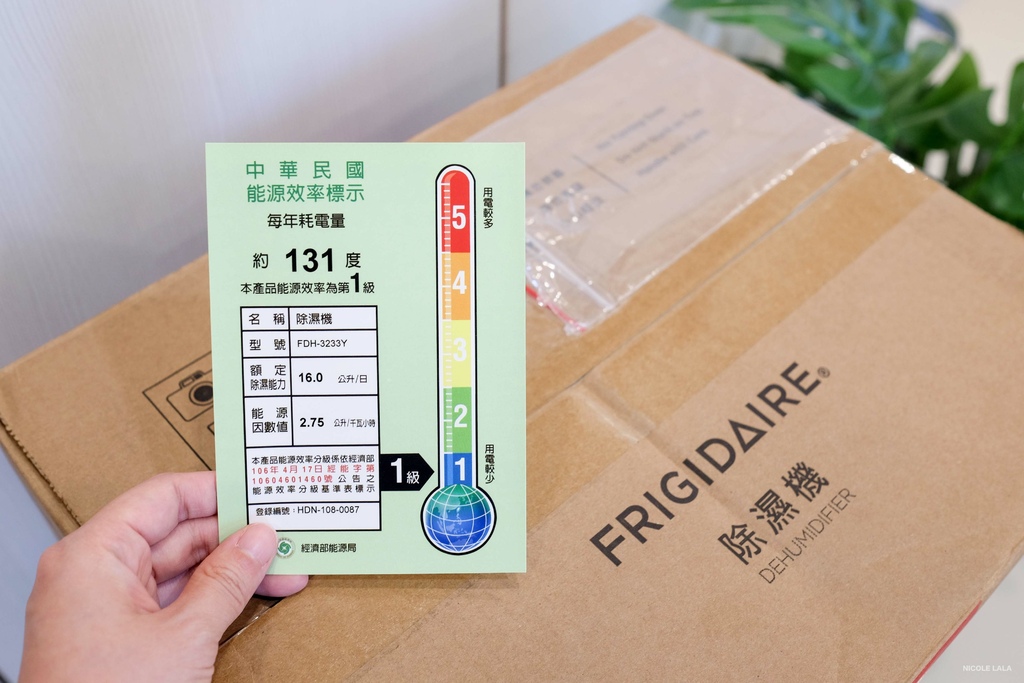 中華民國
能源效率標示
每年耗電量
約 131 度
本產品能源效率為第1級
名稱 除濕機
型號 FDH-3233Y
額定除濕能力 16.0 公升/日
能源因數值 2.75 公升/千瓦小時
本產品能源效率分級係依經濟部
106年4月17日經能字第
10604601460號公告之
能源效率分級基準表標示
登錄編號：HDN-108-0087
經濟部能源局
用電較多
5
4
3
2
1
用電較少
1級
FRIGIDAIRE®
除濕機
DEHUMIDIFIER
NICOLE LALA